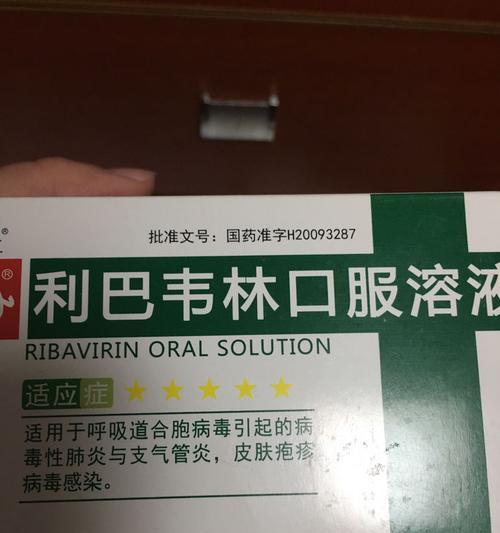 批准文号：国药准字H20093287
利巴韦林口服溶液
RIBAVIRIN ORAL SOLUTION
适应症
适用于呼吸道合胞病毒引起的病
毒性肺炎与支气管炎，皮肤疱疹
病毒感染。